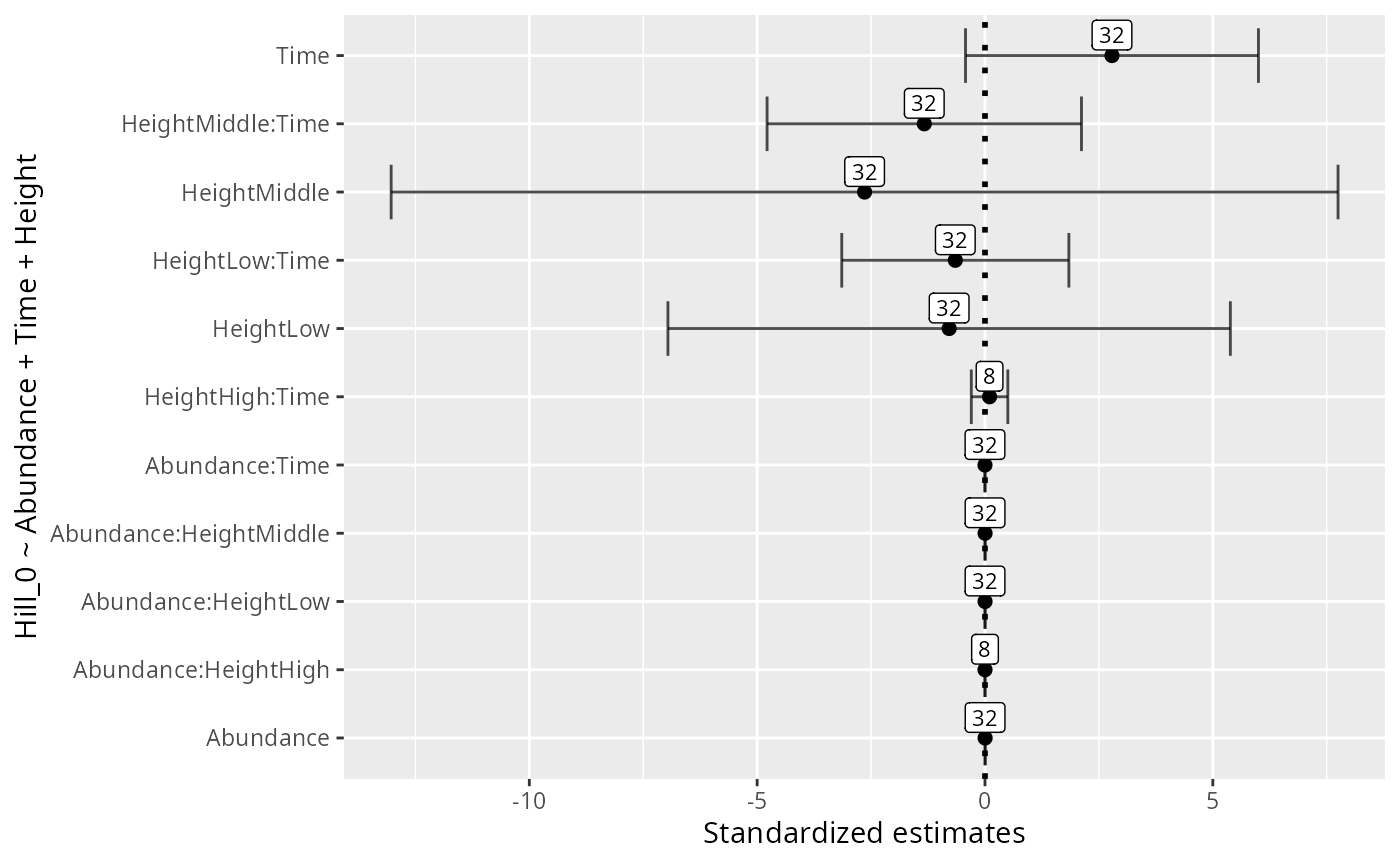 Hill_0 ~ Abundance + Time + Height
Time
32
HeightMiddle:Time
32
HeightMiddle
32
HeightLow:Time
32
HeightLow
32
HeightHigh:Time
8
Abundance:Time
32
Abundance:HeightMiddle
32
Abundance:HeightLow
32
Abundance:HeightHigh
8
Abundance
32
-10 -5 0 5
Standardized estimates